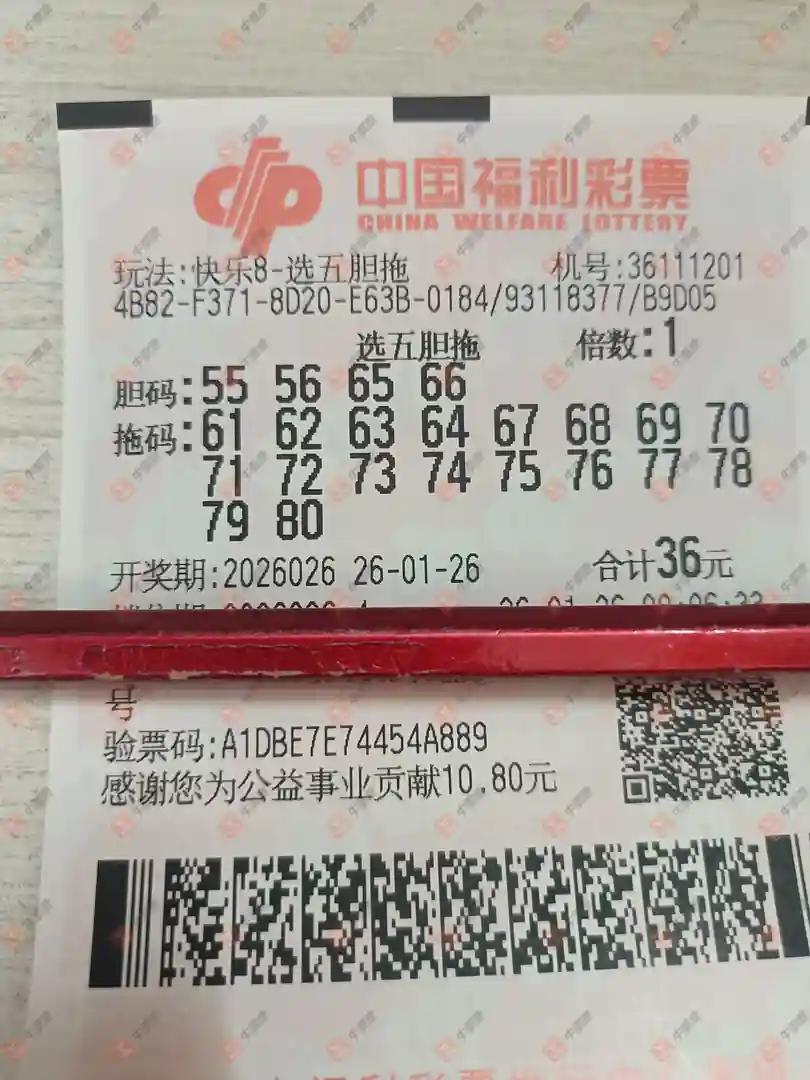 中国福利彩票
CHINA WELFARE LOTTERY
玩法:快乐8-选五胆拖 机号:36111201
4B82-F371-8D20-E63B-0184/93118377/B9D05
选五胆拖 倍数:1
胆码:55 56 65 66
拖码:61 62 63 64 67 68 69 70
71 72 73 74 75 76 77 78
79 80
开奖期:2026026 26-01-26 合计36元
号
验票码:A1DBE7E74454A889
感谢您为公益事业贡献10.80元